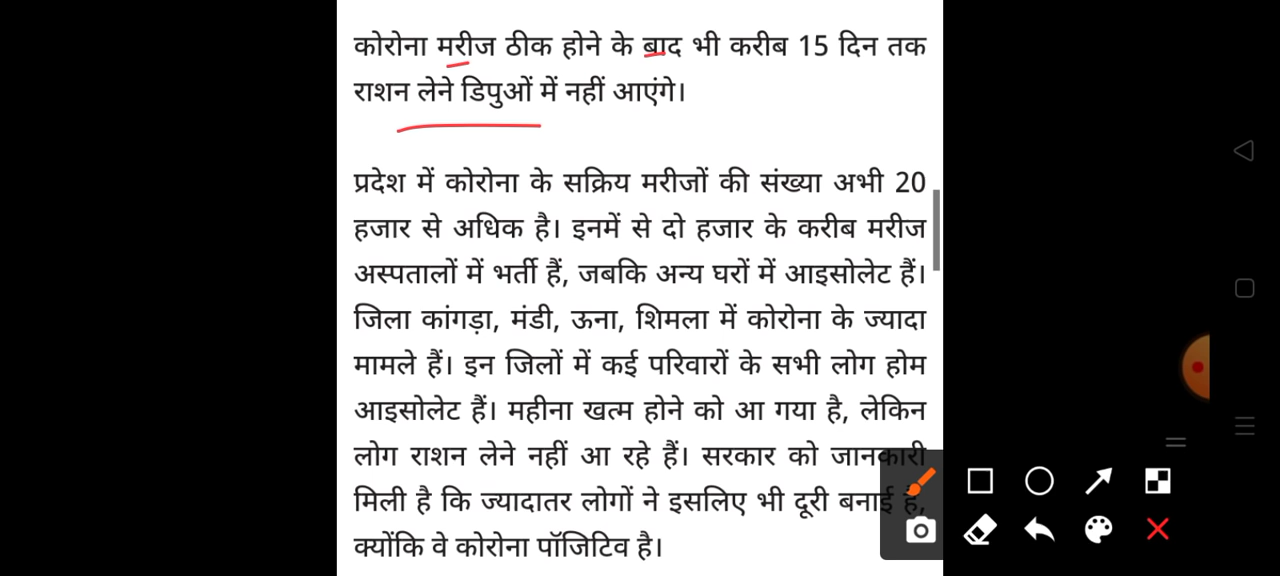 कोरोना मरीज ठीक होने के बाद भी करीब 15 दिन तक
राशन लेने डिपुओं में नहीं आएंगे।
प्रदेश में कोरोना के सक्रिय मरीजों की संख्या अभी 20
हजार से अधिक है। इनमें से दो हजार के करीब मरीज
अस्पतालों में भर्ती हैं, जबकि अन्य घरों में आइसोलेट हैं।
जिला कांगड़ा, मंडी, ऊना, शिमला में कोरोना के ज्यादा
मामले हैं। इन जिलों में कई परिवारों के सभी लोग होम
आइसोलेट हैं। महीना खत्म होने को आ गया है, लेकिन
लोग राशन लेने नहीं आ रहे हैं। सरकार को जानकारी
मिली है कि ज्यादातर लोगों ने इसलिए भी दूरी बनाई है,
क्योंकि वे कोरोना पॉजिटिव है।